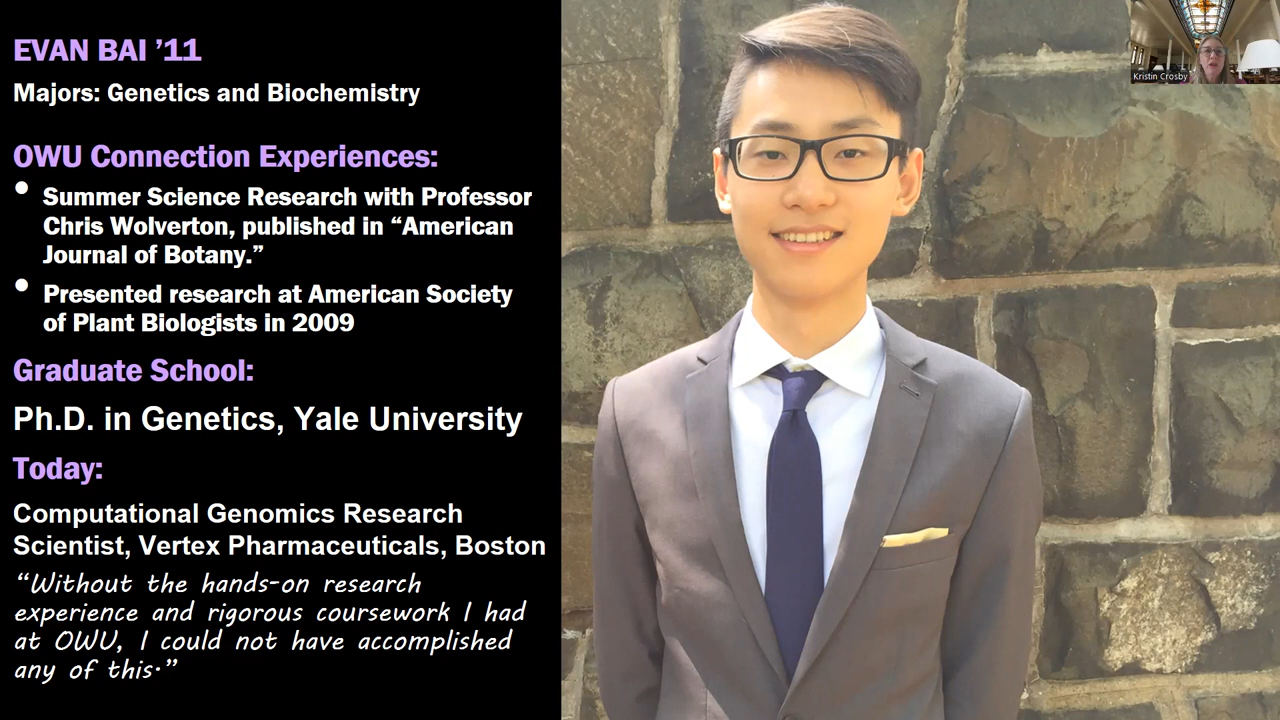 EVAN BAI ’11
Majors: Genetics and Biochemistry
OWU Connection Experiences:
• Summer Science Research with Professor
Chris Wolverton, published in “American
Journal of Botany.”
• Presented research at American Society
of Plant Biologists in 2009
Graduate School:
Ph.D. in Genetics, Yale University
Today:
Computational Genomics Research
Scientist, Vertex Pharmaceuticals, Boston
“Without the hands-on research
experience and rigorous coursework I had
at OWU, I could not have accomplished
any of this.”
Kristin Crosby